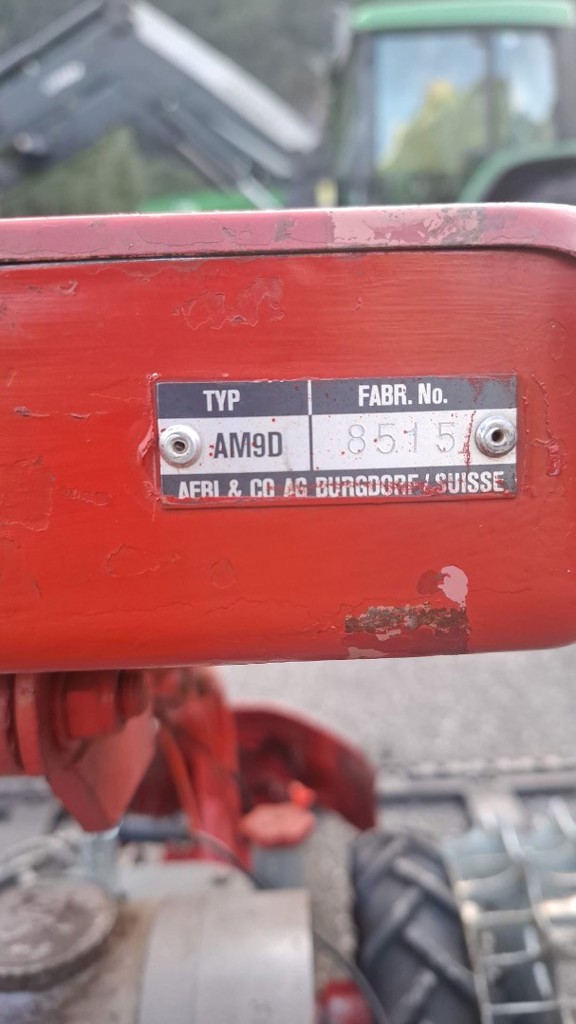 TYP FABR. No.
AM9D 8515
AEBI & CO AG BURGDORF / SUISSE